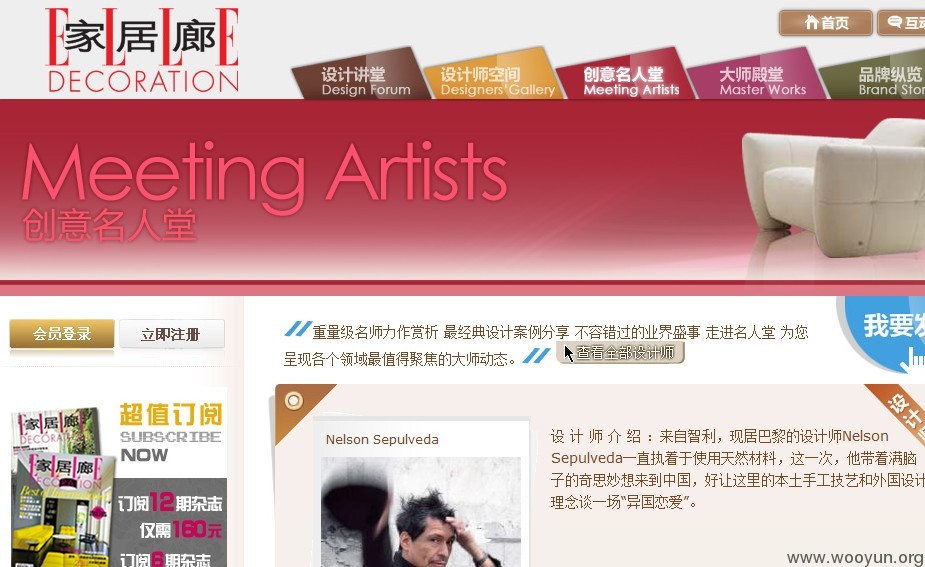 ELLE
家居廊
DECORATION
首页
互动
设计讲堂
Design Forum
设计师空间
Designers'Gallery
创意名人堂
Meeting Artists
大师殿堂
Master Works
品牌纵览
Brand Stor
Meeting Artists
创意名人堂
会员登录
立即注册
重量级名师力作赏析 最经典设计案例分享 不容错过的业界盛事 走进名人堂 为您
呈现各个领域最值得聚焦的大师动态。
查看全部设计师
我要发
设计
Nelson Sepulveda
设 计 师 介 绍 ：来自智利，现居巴黎的设计师Nelson
Sepulveda一直执着于使用天然材料，这一次，他带着满脑
子的奇思妙想来到中国，好让这里的本土手工技艺和外国设计
理念谈一场“异国恋爱”。
家居廊
DECORATION
家居廊
DECORATION
超值订阅
SUBSCRIBE
NOW
订阅12期杂志
仅需160元
订阅6期杂志
www.wooyun.org